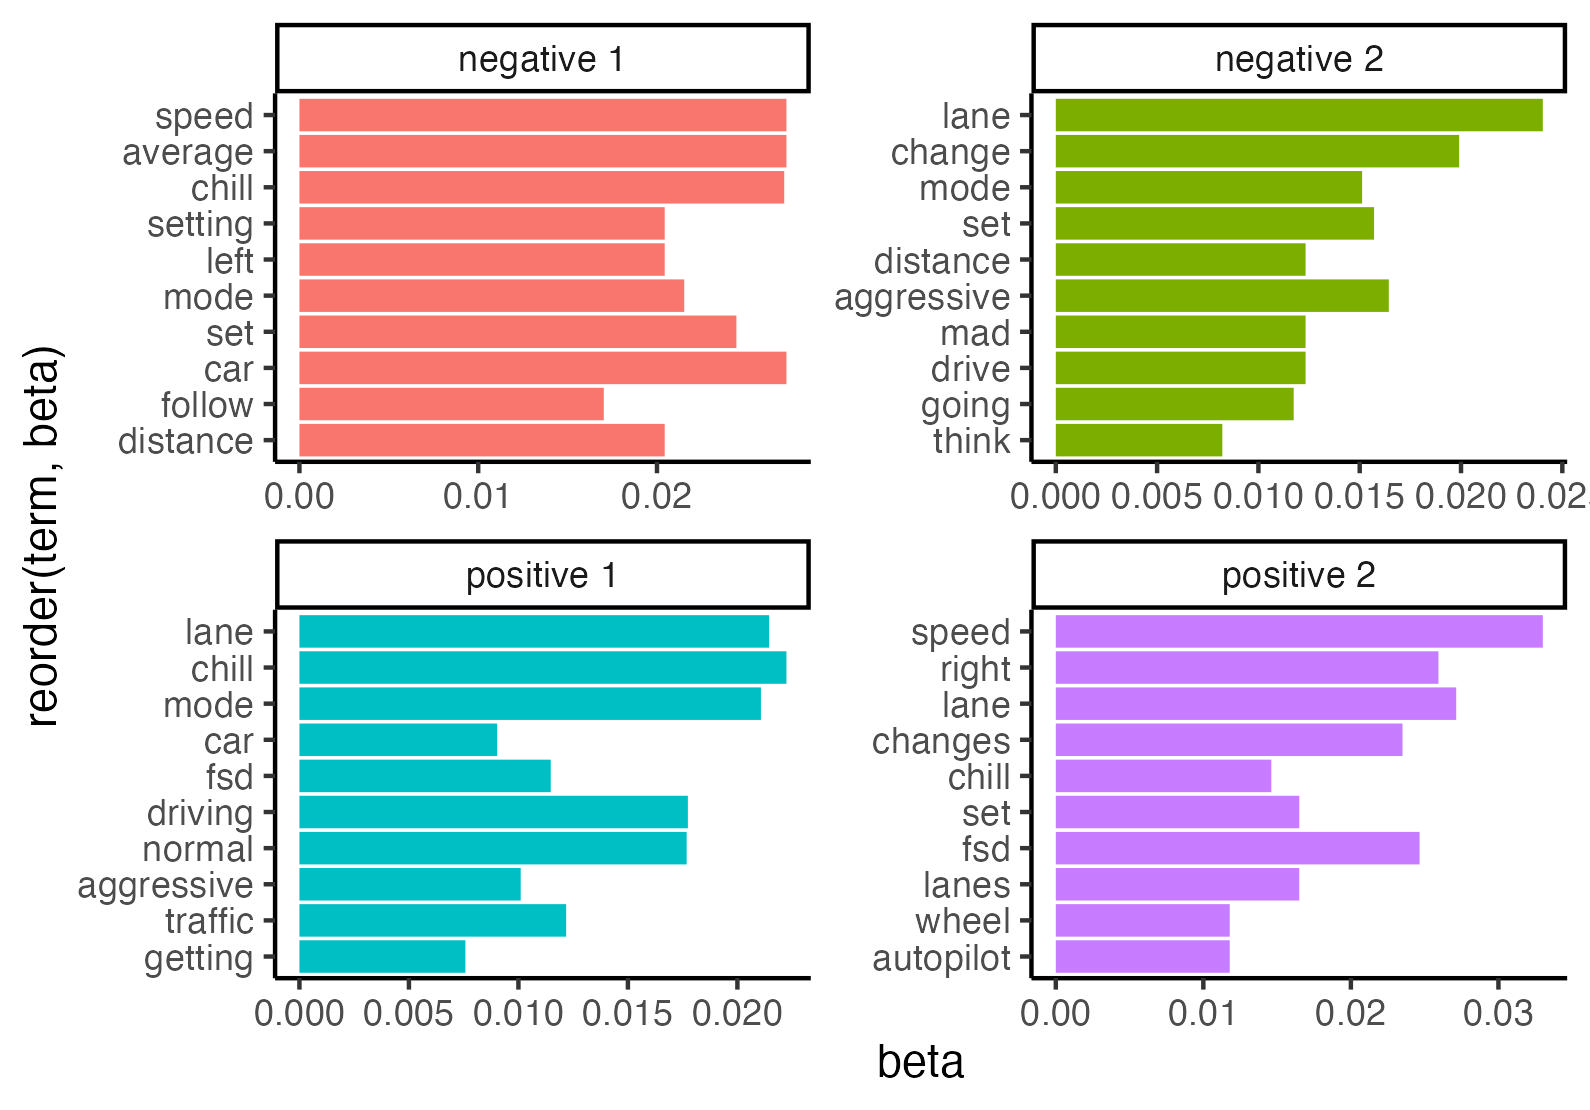 negative 1
speed
average
chill
setting
left
mode
set
car
follow
distance
0.00 0.01 0.02
negative 2
lane
change
mode
set
distance
aggressive
mad
drive
going
think
0.000 0.005 0.010 0.015 0.020 0.02
positive 1
lane
chill
mode
car
fsd
driving
normal
aggressive
traffic
getting
0.000 0.005 0.010 0.015 0.020
positive 2
speed
right
lane
changes
chill
set
fsd
lanes
wheel
autopilot
0.00 0.01 0.02 0.03
reorder(term, beta)
beta